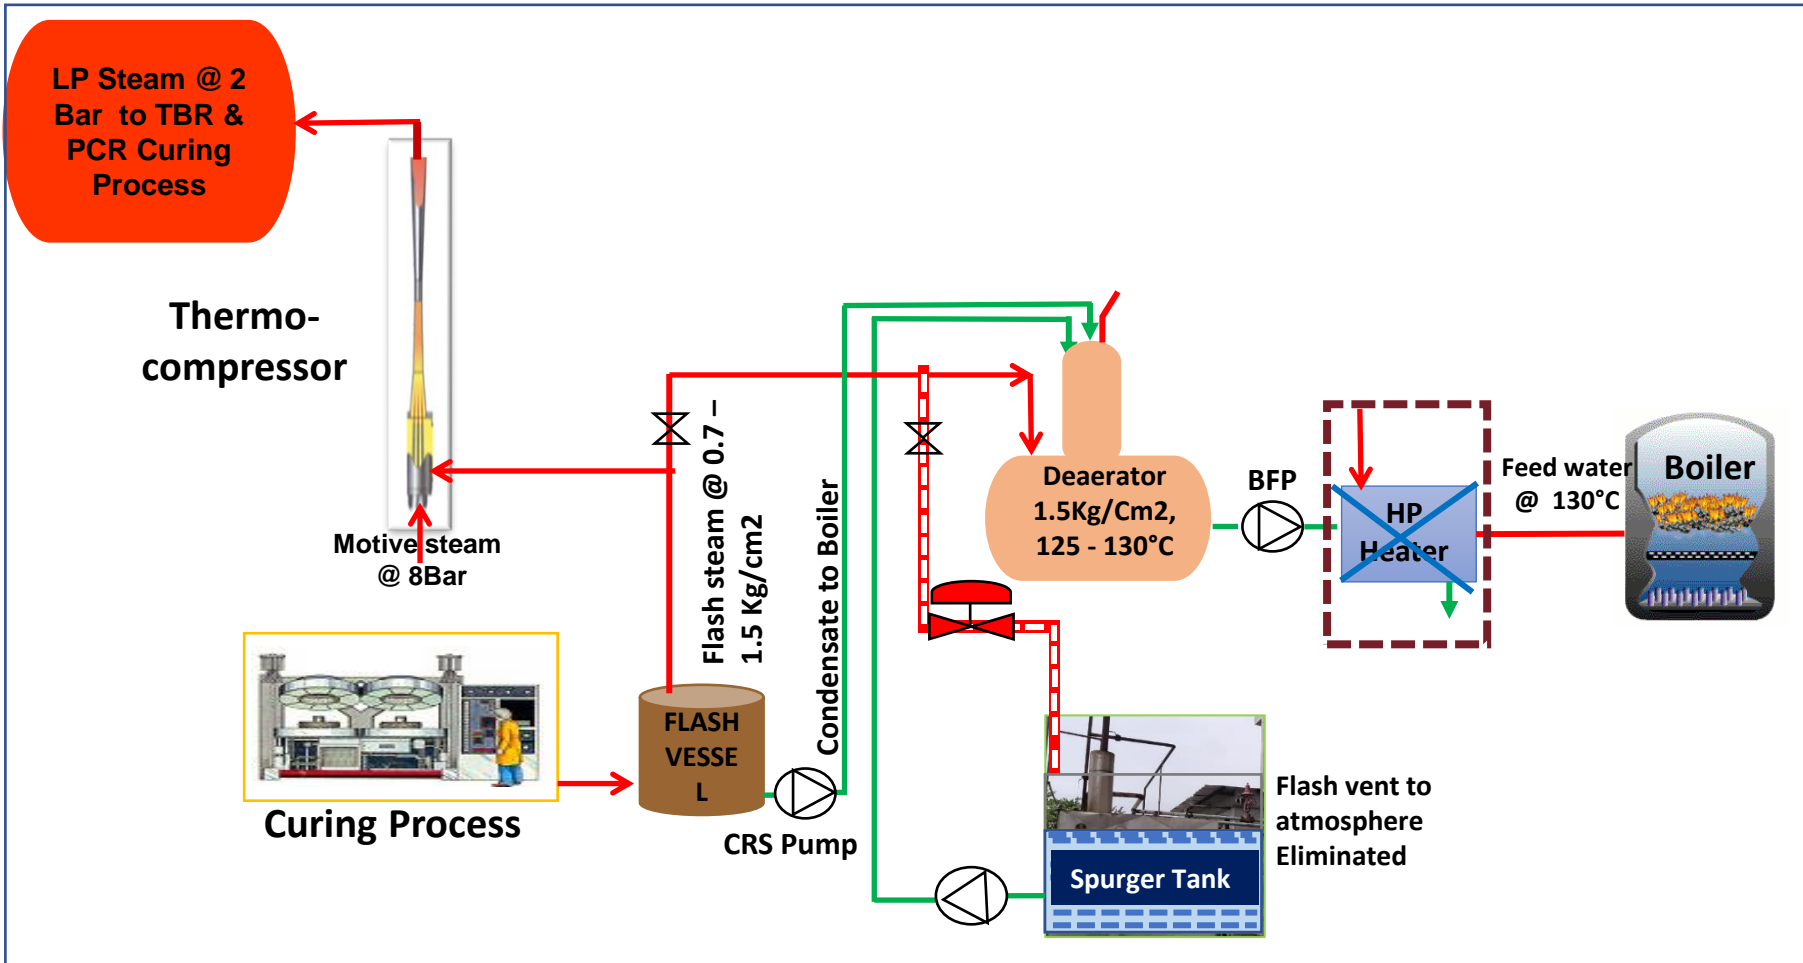 LP Steam @ 2
Bar to TBR &
PCR Curing
Process
Thermo-
compressor
Motive steam
@ 8Bar
Flash steam @ 0.7 –
1.5 Kg/cm2
Condensate to Boiler
Deaerator
1.5Kg/Cm2,
125 - 130°C
BFP
HP
Heater
Feed water
@ 130°C
Boiler
FLASH
VESSE
L
Curing Process
CRS Pump
Spurger Tank
Flash vent to
atmosphere
Eliminated